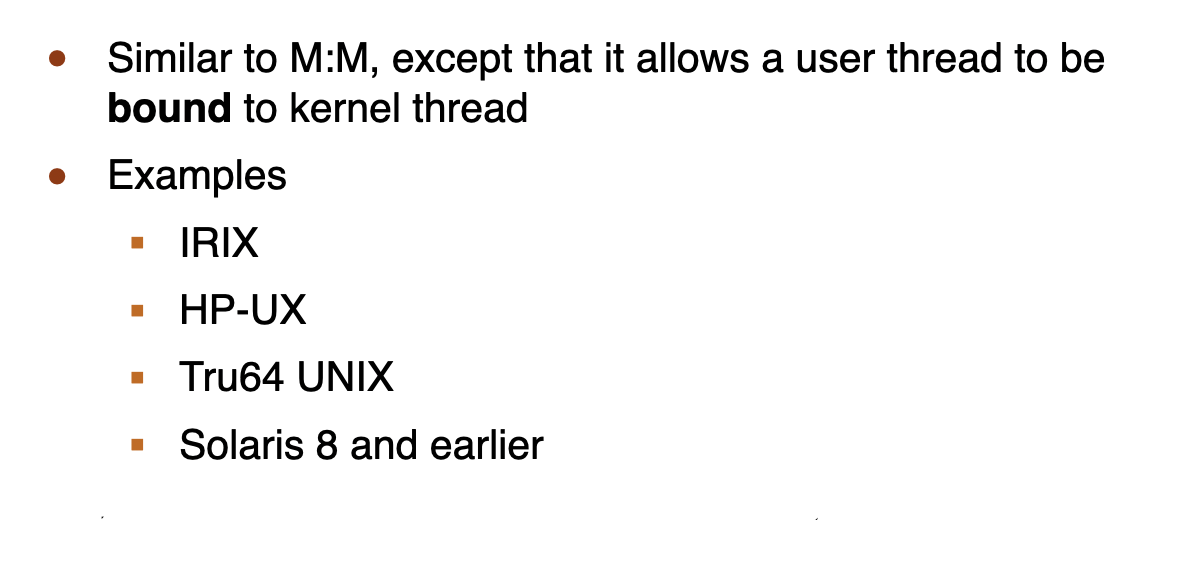 Similar to M:M, except that it allows a user thread to be
bound to kernel thread
Examples
IRIX
HP-UX
Tru64 UNIX
Solaris 8 and earlier